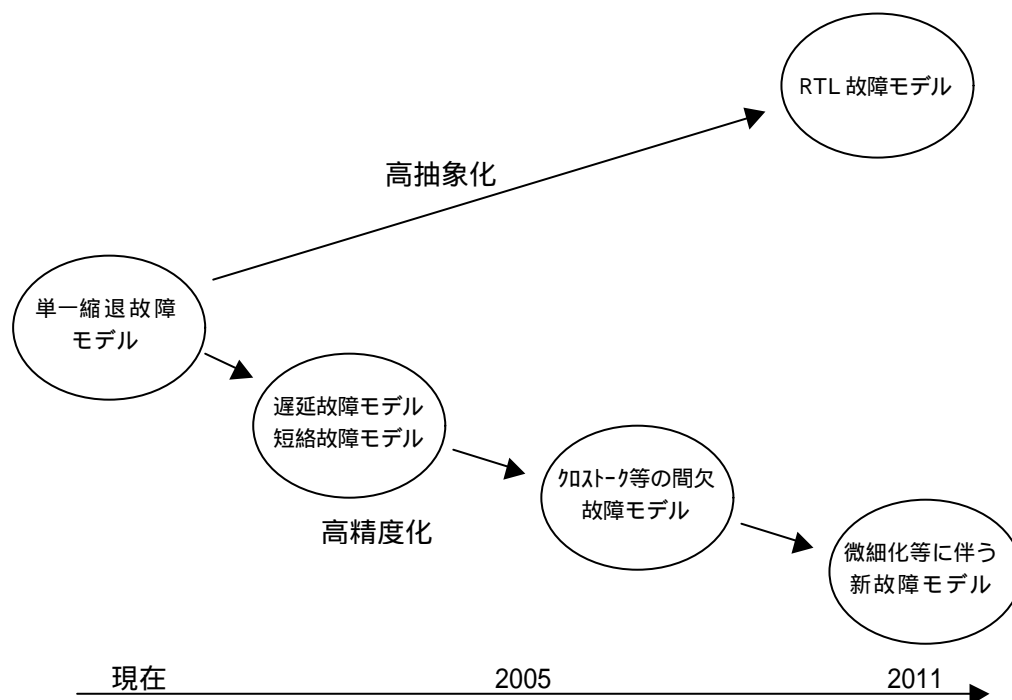 RTL 故障モデル
高抽象化
単一縮退故障
モデル
遅延故障モデル
短絡故障モデル
高精度化
ｸﾛｽﾄｰｸ等の間欠
故障モデル
微細化等に伴う
新故障モデル
現在
2005
2011